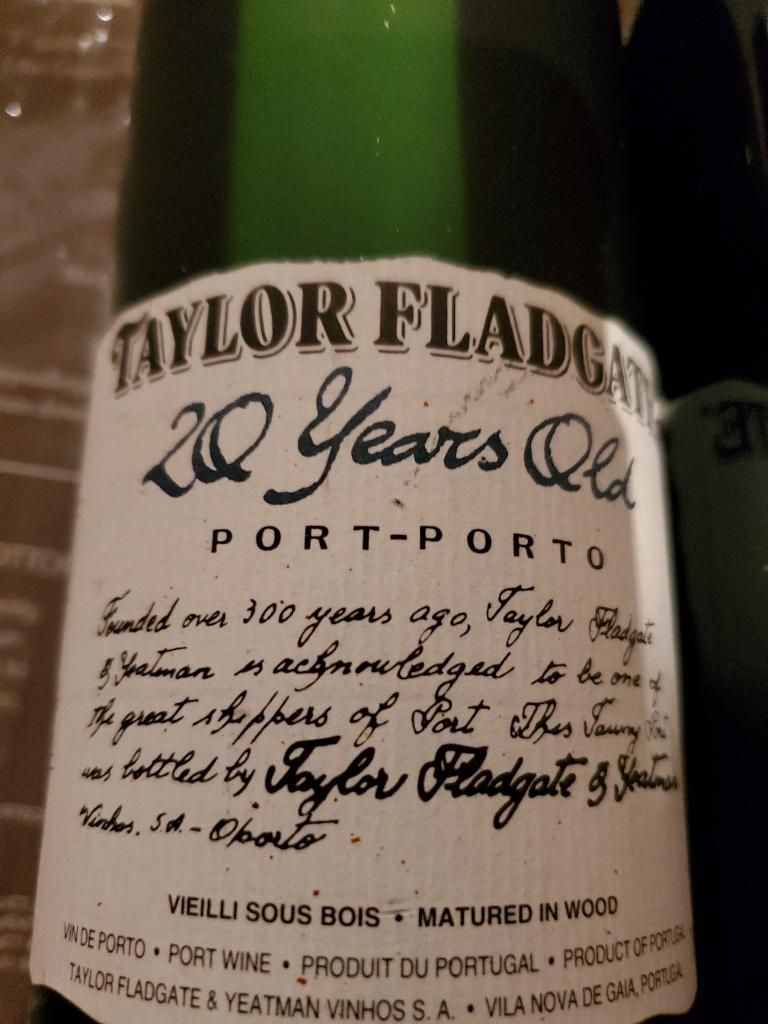 TAYLOR FLADGATE
20 Years Old
PORT-PORTO
Founded over 300 years ago, Taylor Fladgate
& Yeatman is acknowledged to be one of
the great shippers of Port This Tawny Port
was bottled by Taylor Fladgate & Yeatman
Vinhos, S.A. - Oporto
VIEILLI SOUS BOIS • MATURED IN WOOD
VIN DE PORTO • PORT WINE • PRODUIT DU PORTUGAL • PRODUCT OF PORTUGAL
TAYLOR FLADGATE & YEATMAN VINHOS S. A. • VILA NOVA DE GAIA, PORTUGAL